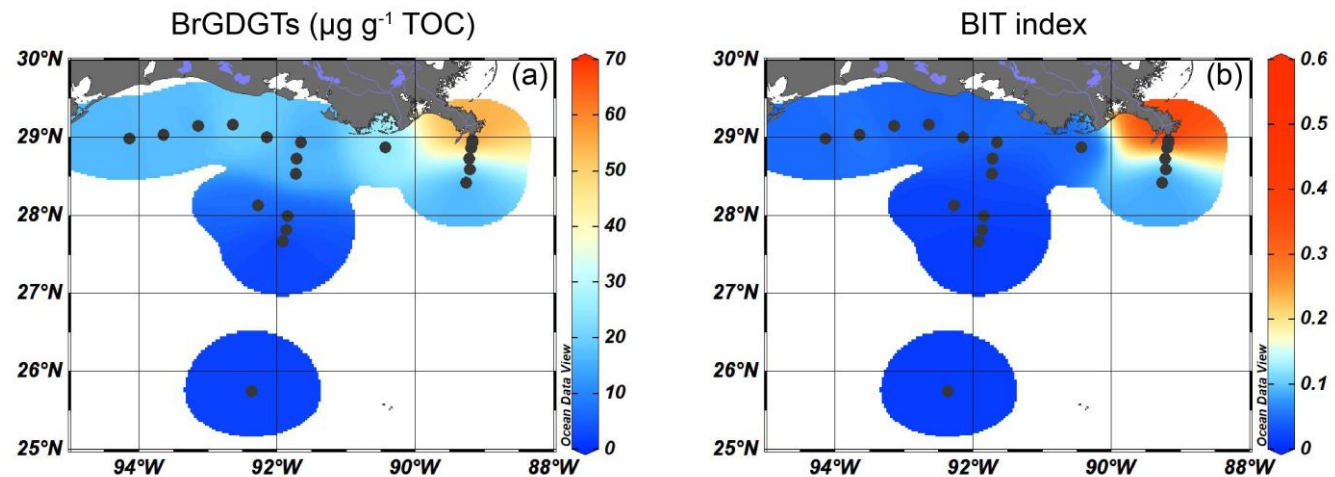 BrGDGTs (µg g⁻¹ TOC)
30°N
29°N
28°N
27°N
26°N
25°N
94°W
92°W
90°W
88°W
(a)
70
60
50
40
30
20
10
0
Ocean Data View
BIT index
30°N
29°N
28°N
27°N
26°N
25°N
94°W
92°W
90°W
88°W
(b)
0.6
0.5
0.4
0.3
0.2
0.1
0
Ocean Data View